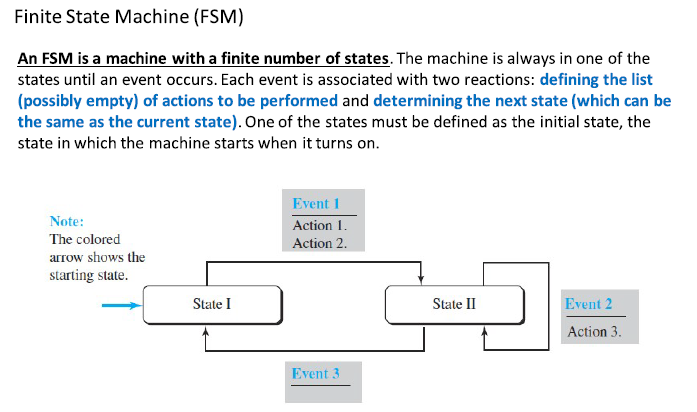 Finite State Machine (FSM)
An FSM is a machine with a finite number of states. The machine is always in one of the
states until an event occurs. Each event is associated with two reactions: defining the list
(possibly empty) of actions to be performed and determining the next state (which can be
the same as the current state). One of the states must be defined as the initial state, the
state in which the machine starts when it turns on.
Event 1
Action 1.
Action 2.
Note:
The colored
arrow shows the
starting state.
State I
State II
Event 2
Action 3.
Event 3